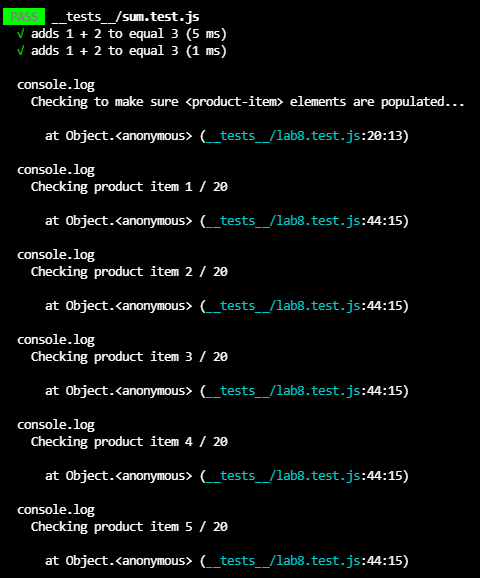 PASS __tests__/sum.test.js
√ adds 1 + 2 to equal 3 (5 ms)
√ adds 1 + 2 to equal 3 (1 ms)
console.log
Checking to make sure <product-item> elements are populated...
at Object.<anonymous> (__tests__/lab8.test.js:20:13)
console.log
Checking product item 1 / 20
at Object.<anonymous> (__tests__/lab8.test.js:44:15)
console.log
Checking product item 2 / 20
at Object.<anonymous> (__tests__/lab8.test.js:44:15)
console.log
Checking product item 3 / 20
at Object.<anonymous> (__tests__/lab8.test.js:44:15)
console.log
Checking product item 4 / 20
at Object.<anonymous> (__tests__/lab8.test.js:44:15)
console.log
Checking product item 5 / 20
at Object.<anonymous> (__tests__/lab8.test.js:44:15)